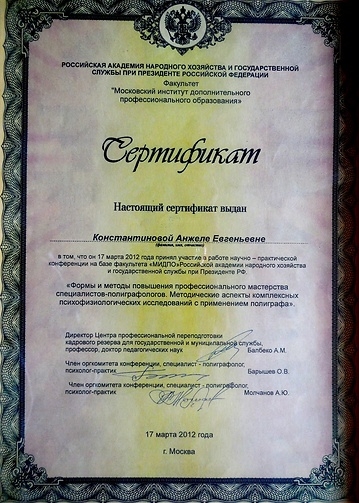 РОССИЙСКАЯ АКАДЕМИЯ НАРОДНОГО ХОЗЯЙСТВА И ГОСУДАРСТВЕННОЙ
СЛУЖБЫ ПРИ ПРЕЗИДЕНТЕ РОССИЙСКОЙ ФЕДЕРАЦИИ
Факультет
"Московский институт дополнительного
профессионального образования»
Сертификат
Настоящий сертификат выдан
Константиновой Анжеле Евгеньевне
(фамилия, имя, отчество)
в том, что он 17 марта 2012 года принял участие в работе научно – практической
конференции на базе факультета «МИДПО»Российской академии народного хозяйства
и государственной службы при Президенте РФ.
«Формы и методы повышения профессионального мастерства
специалистов-полиграфологов. Методические аспекты комплексных
психофизиологических исследований с применением полиграфа».
Директор Центра профессиональной переподготовки
кадрового резерва для государственной и муниципальной службы,
профессор, доктор педагогических наук Балбеко А.М.
Член оргкомитета конференции, специалист - полиграфолог,
психолог-практик Барышев О.В.
Член оргкомитета конференции, специалист - полиграфолог,
психолог-практик Молчанов А.Ю.
17 марта 2012 года
г. Москва